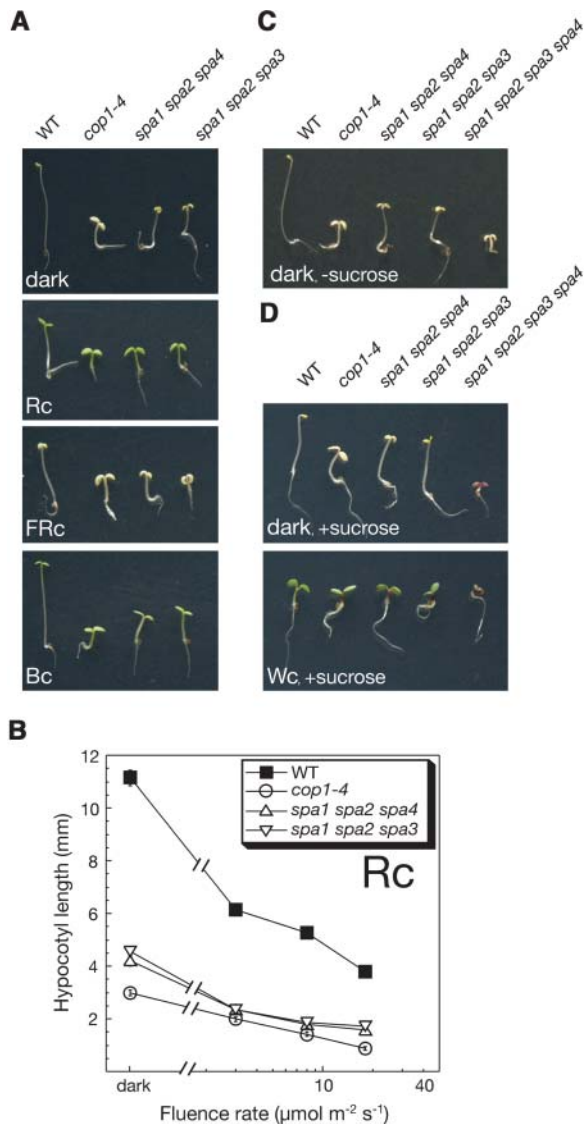 A
WT
cop1-4
spa1 spa2 spa4
spa1 spa2 spa3
dark
Rc
FRc
Bc
C
WT
cop1-4
spa1 spa2 spa4
spa1 spa2 spa3
spa1 spa2 spa3 spa4
dark, -sucrose
D
WT
cop1-4
spa1 spa2 spa4
spa1 spa2 spa3
spa1 spa2 spa3 spa4
dark, +sucrose
Wc, +sucrose
B
12
10
8
6
4
2
Hypocotyl length (mm)
WT
cop1-4
spa1 spa2 spa4
spa1 spa2 spa3
Rc
dark
10
40
Fluence rate (μmol m⁻² s⁻¹)